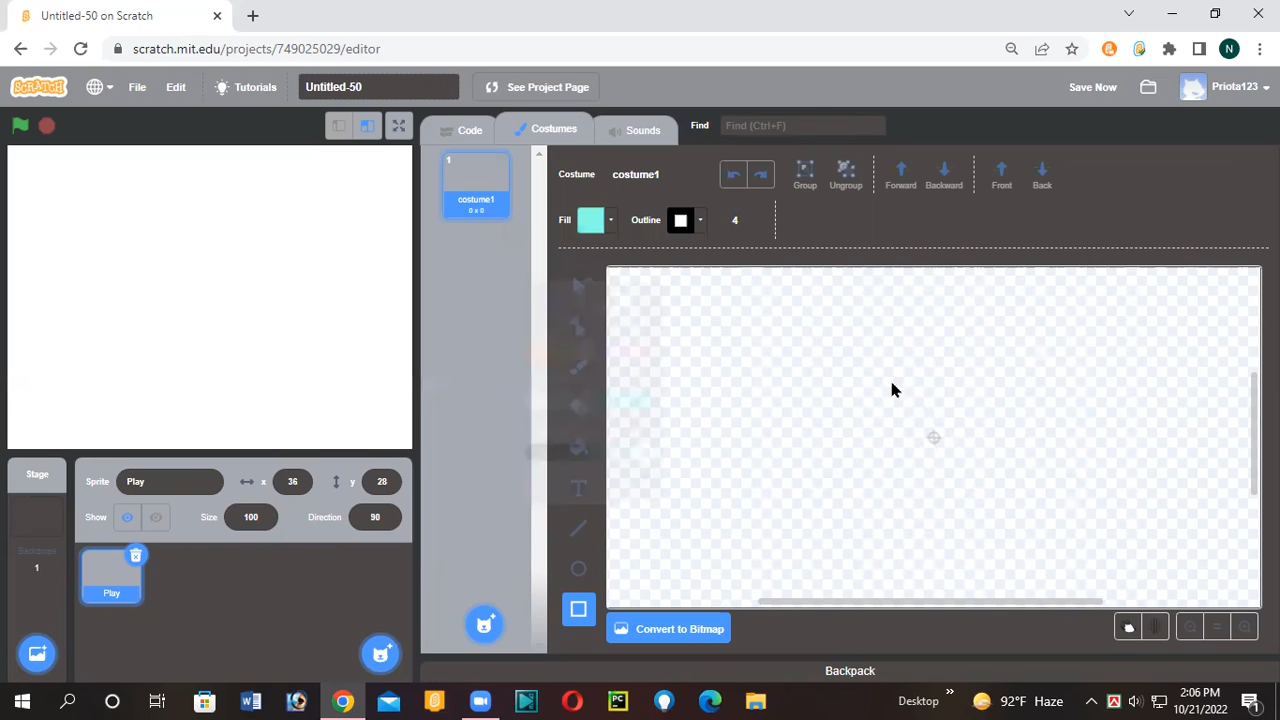 Untitled-50 on Scratch
scratch.mit.edu/projects/749025029/editor
N
SCRATCH
File
Edit
Tutorials
Untitled-50
See Project Page
Save Now
Priota123
Code
Costumes
Sounds
Find
Find (Ctrl+F)
1
costume1
0 x 0
Costume
costume1
Group
Ungroup
Forward
Backward
Front
Back
Fill
Outline
4
T
Convert to Bitmap
Stage
Backdrops
1
Sprite
Play
x
36
y
28
Show
Size
100
Direction
90
Play
Backpack
PC
Desktop
»
92°F Haze
2:06 PM
10/21/2022
1